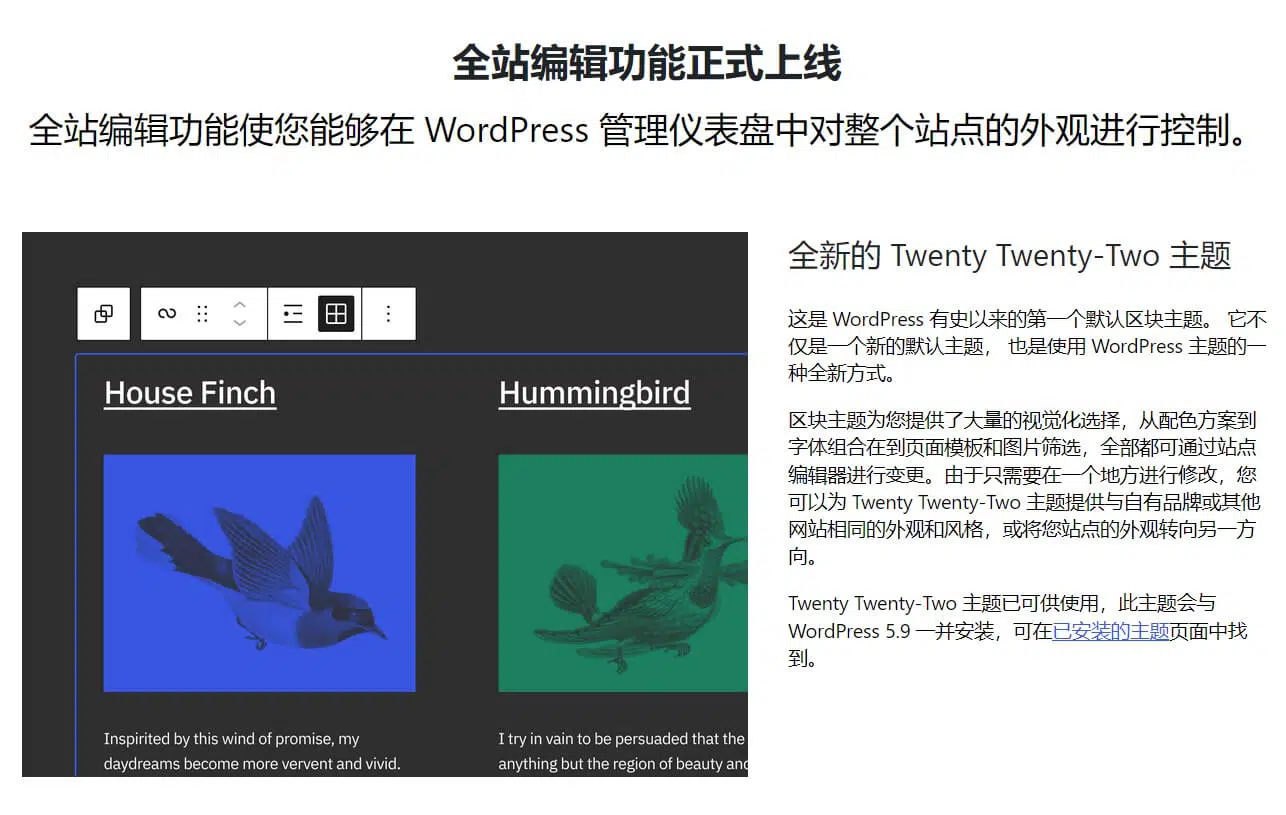 全站编辑功能正式上线
全站编辑功能使您能够在 WordPress 管理仪表盘中对整个站点的外观进行控制。
House Finch
Hummingbird
Inspirited by this wind of promise, my
daydreams become more vervent and vivid.
I try in vain to be persuaded that the
anything but the region of beauty and
全新的 Twenty Twenty-Two 主题
这是 WordPress 有史以来的第一个默认区块主题。 它不
仅是一个新的默认主题， 也是使用 WordPress 主题的一
种全新方式。
区块主题为您提供了大量的视觉化选择，从配色方案到
字体组合在到页面模板和图片筛选，全部都可通过站点
编辑器进行变更。由于只需要在一个地方进行修改，您
可以为 Twenty Twenty-Two 主题提供与自有品牌或其他
网站相同的外观和风格，或将您站点的外观转向另一方
向。
Twenty Twenty-Two 主题已可供使用，此主题会与
WordPress 5.9 一并安装，可在已安装的主题页面中找
到。